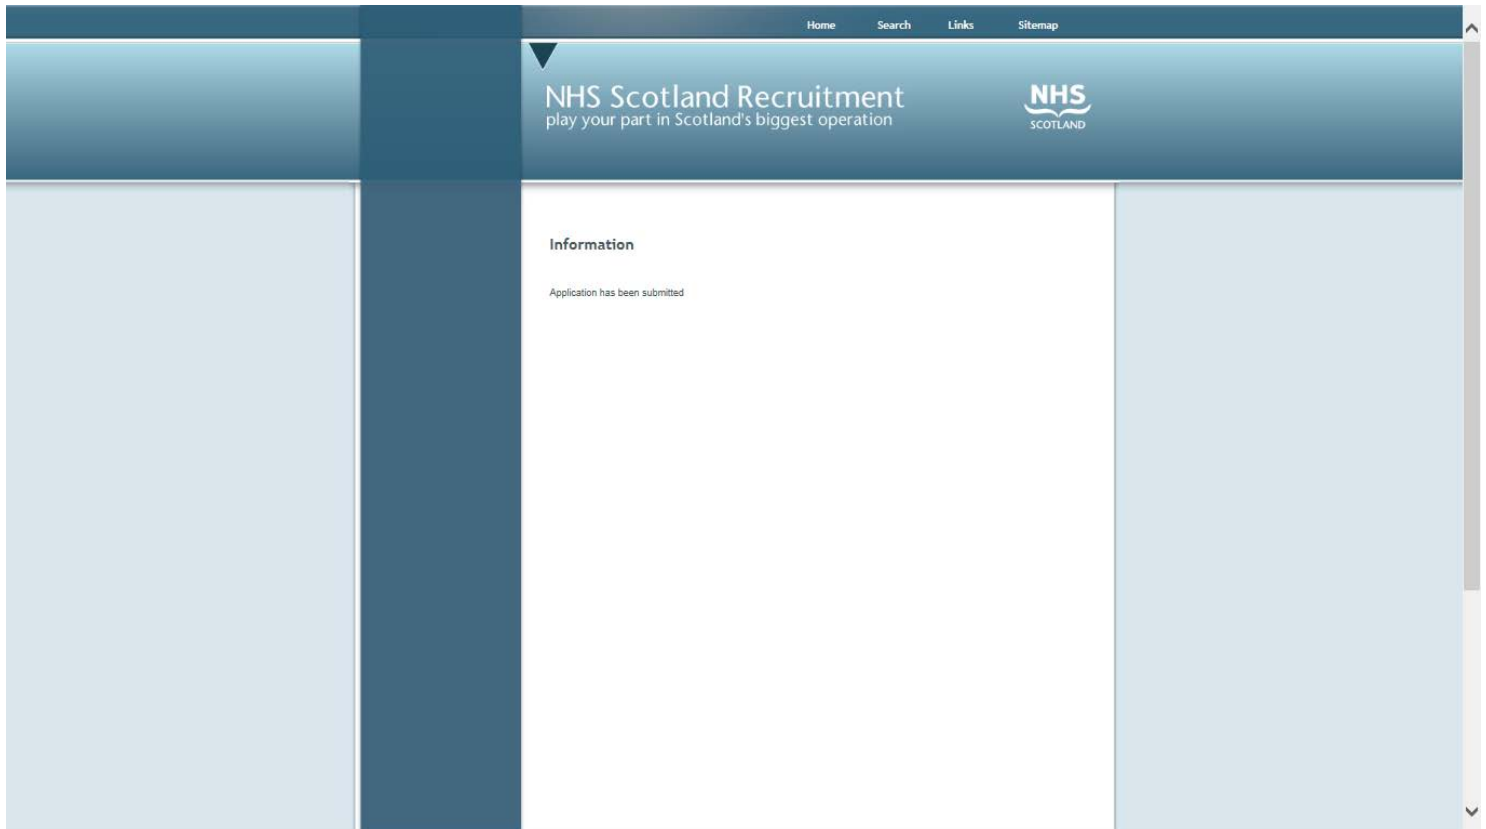 Home Search Links Sitemap
NHS Scotland Recruitment
play your part in Scotland's biggest operation
NHS
SCOTLAND
Information
Application has been submitted